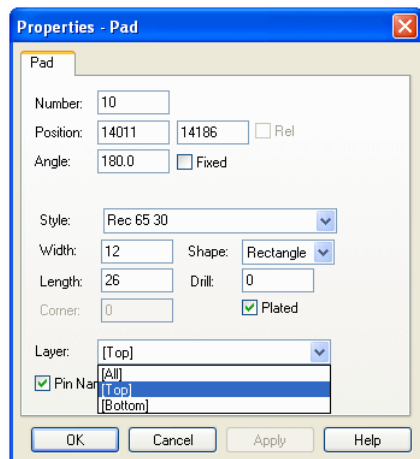 Properties - Pad
Pad
Number: 10
Position: 14011 14186 Rel
Angle: 180.0 Fixed
Style: Rec 65 30
Width: 12 Shape: Rectangle
Length: 26 Drill: 0
Corner: 0 Plated
Layer: [Top]
[All]
Pin Nar [Top]
[Bottom]
OK Cancel Apply Help